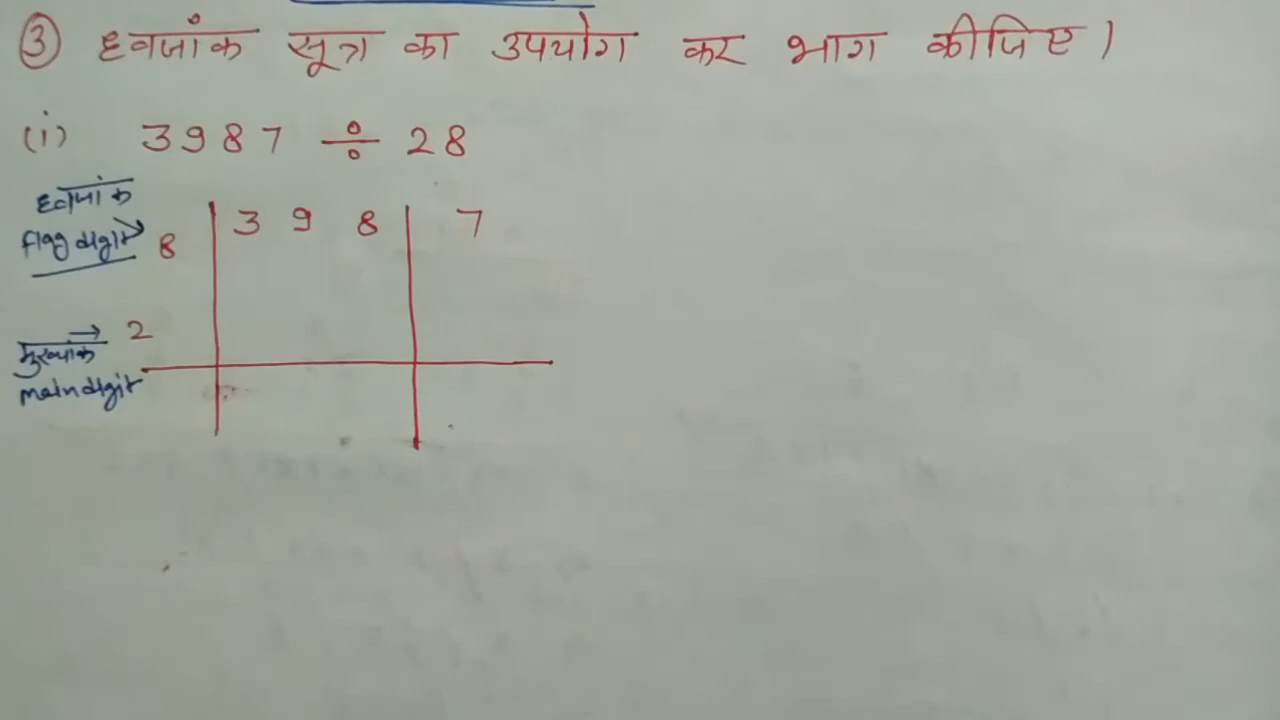 ③ ध्वजांक सूत्र का उपयोग कर भाग कीजिए।
(i) 3987 ÷ 28
ध्वजांक
flag digit → 8 | 3 9 8 | 7
→ 2
मुख्यांक
main digit